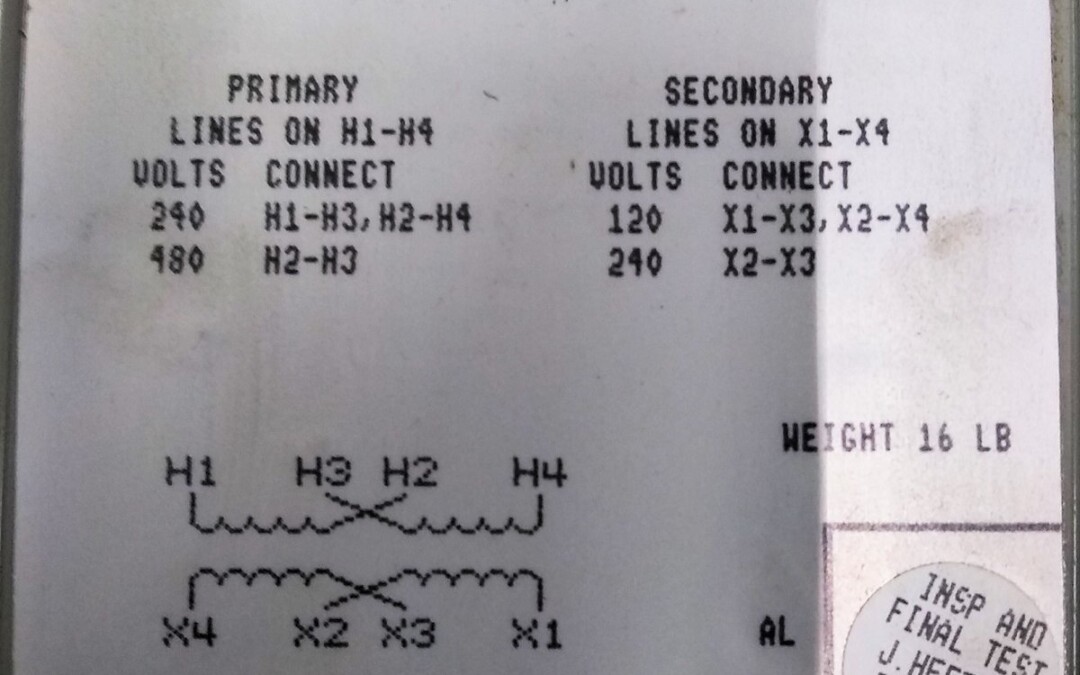 PRIMARY
LINES ON H1-H4
VOLTS CONNECT
240 H1-H3,H2-H4
480 H2-H3
SECONDARY
LINES ON X1-X4
VOLTS CONNECT
120 X1-X3,X2-X4
240 X2-X3
WEIGHT 16 LB
H1 H3 H2 H4
X4 X2 X3 X1
AL
INSP AND
FINAL TEST